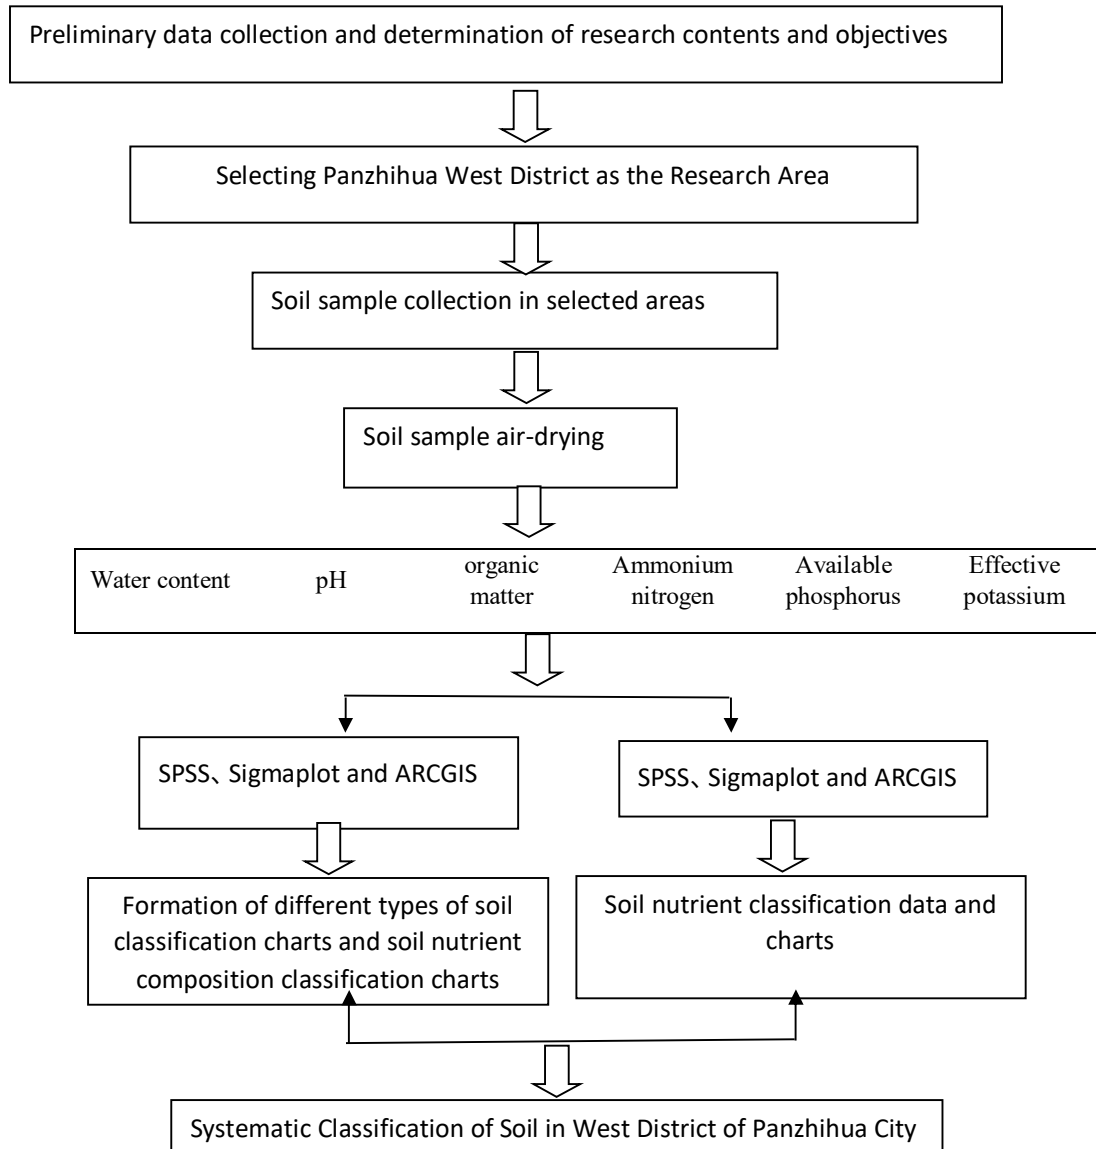 Preliminary data collection and determination of research contents and objectives
Selecting Panzhihua West District as the Research Area
Soil sample collection in selected areas
Soil sample air-drying
Water content
pH
organic
matter
Ammonium
nitrogen
Available
phosphorus
Effective
potassium
SPSS、Sigmaplot and ARCGIS
SPSS、Sigmaplot and ARCGIS
Formation of different types of soil
classification charts and soil nutrient
composition classification charts
Soil nutrient classification data and
charts
Systematic Classification of Soil in West District of Panzhihua City